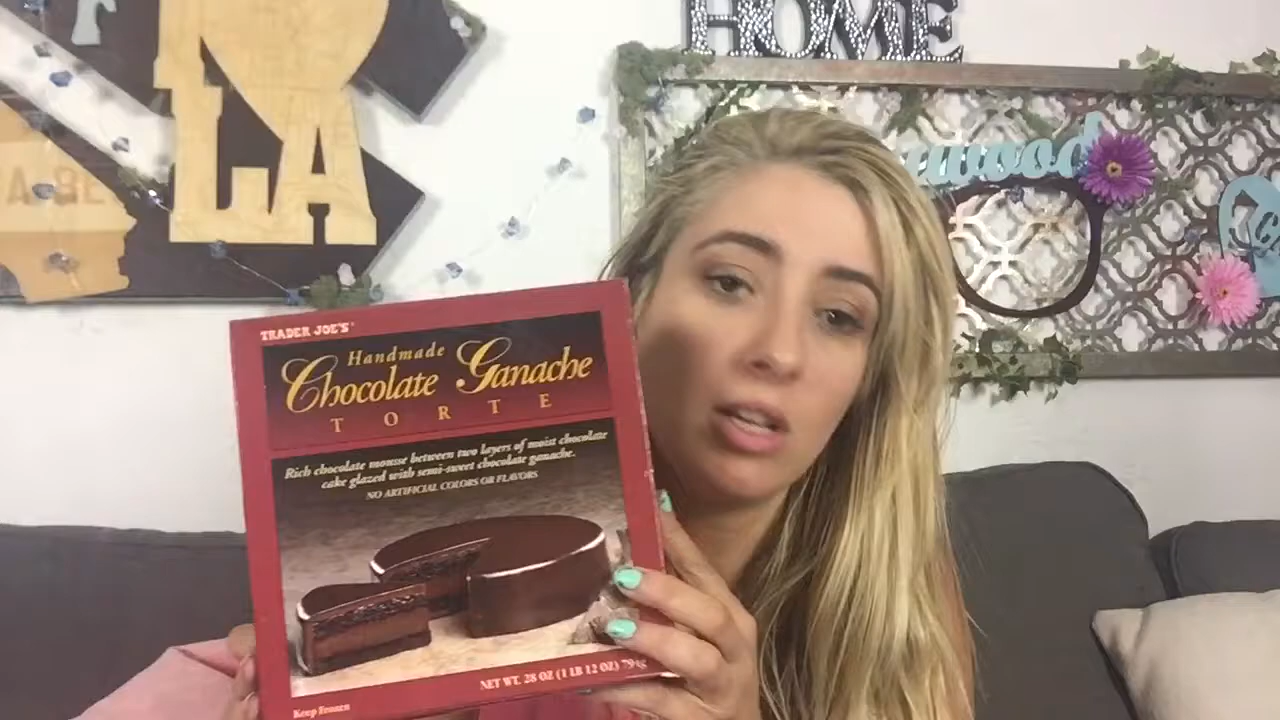 HOME
LA
TRADER JOE'S
Handmade
Chocolate Ganache
TORTE
Rich chocolate mousse between two layers of moist chocolate
cake glazed with semi-sweet chocolate ganache.
NO ARTIFICIAL COLORS OR FLAVORS
NET WT. 28 OZ (1 LB 12 OZ) 794g
Keep Frozen